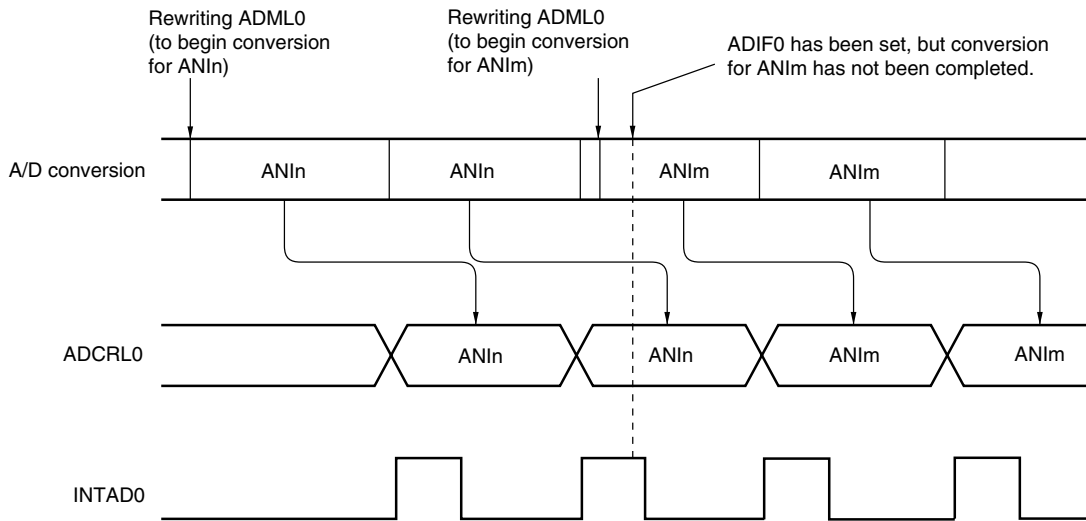 Rewriting ADML0
(to begin conversion
for ANIn)
Rewriting ADML0
(to begin conversion
for ANIm)
ADIF0 has been set, but conversion
for ANIm has not been completed.
A/D conversion
ANIn
ANIn
ANIm
ANIm
ADCRL0
ANIn
ANIn
ANIm
ANIm
INTAD0